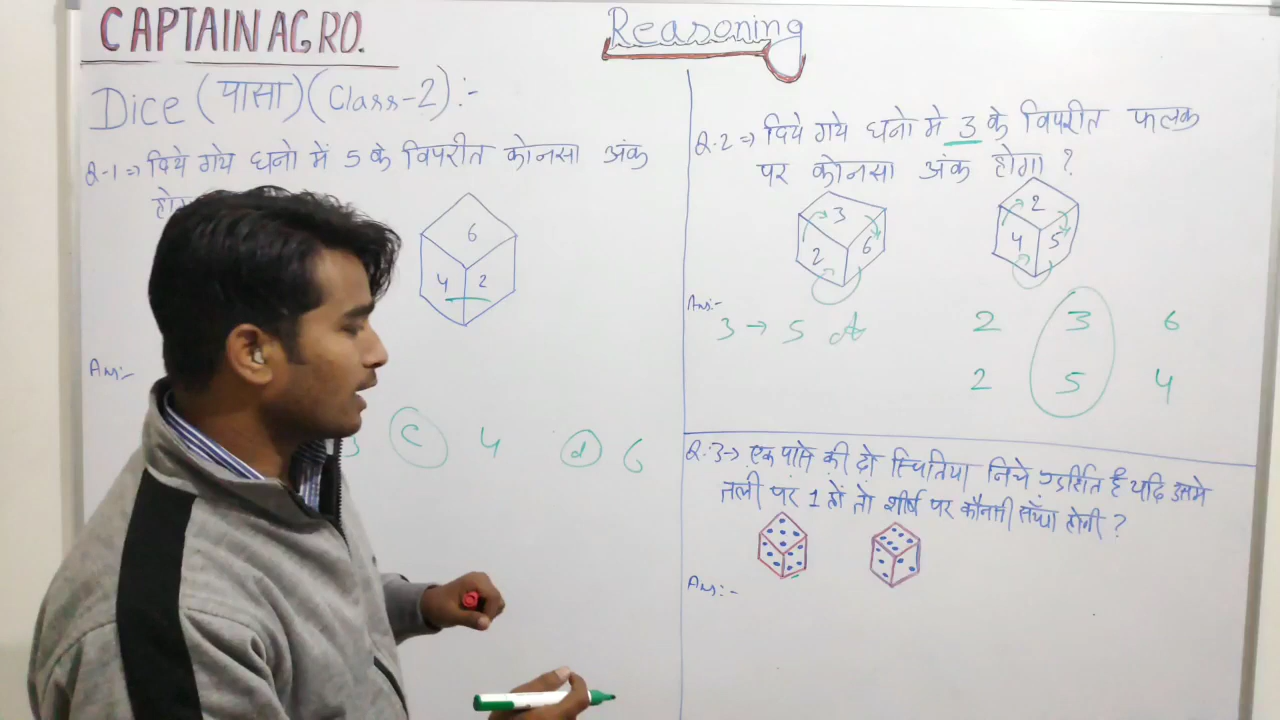 CAPTAIN AGRO.
Reasoning
Dice (पासा) (Class-2):-
Q-1 => दिये गये घनो में 5 के विपरीत कोनसा अंक
6
4 2
Ans:-
3 (c) 4 (d) 6
Q.2 => दिये गये घनो मे 3 के विपरीत फलक
पर कोनसा अंक होगा ?
3
2 6
2
4 5
Ans:-
3 → 5
2 3 6
2 5 4
Q.3→ एक पासे की दो स्थितिया निचे प्रदर्शित है यदि उसमे
तली पर 1 हों तो शीर्ष पर कौनसी सँख्या होगी ?
Ans:-